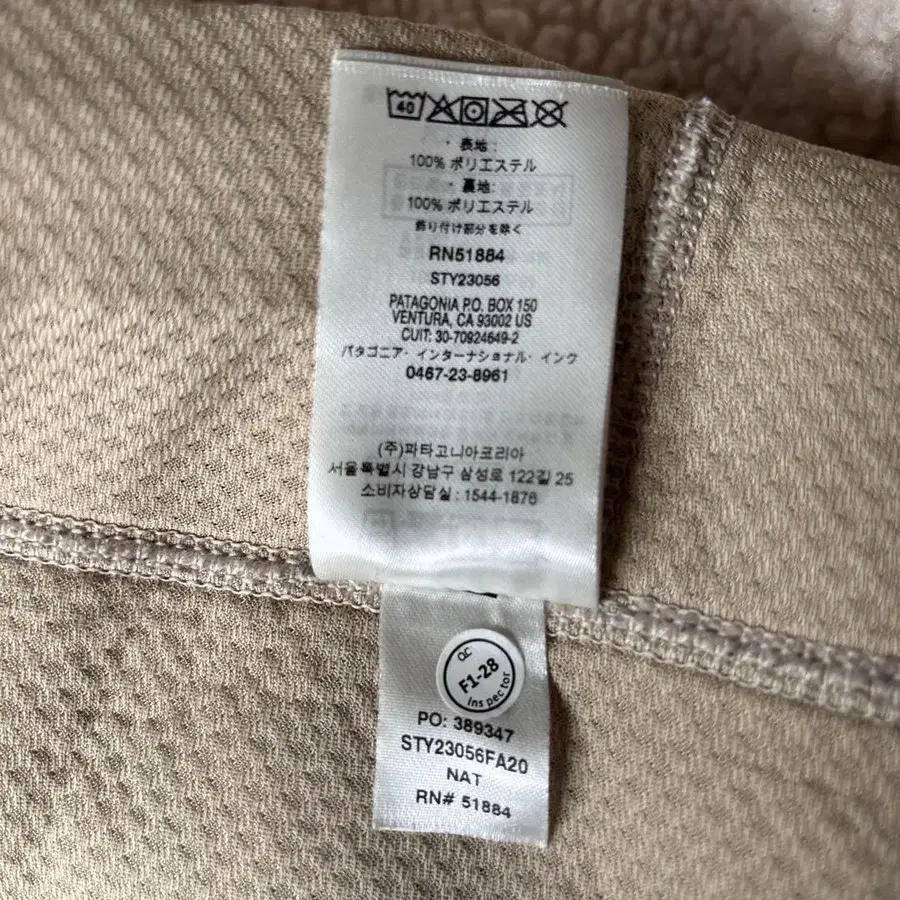 40
・表地:
100% ポリエステル
・裏地:
100% ポリエステル
飾り付け部分を除く
RN51884
STY23056
PATAGONIA P.O. BOX 150
VENTURA, CA 93002 US
CUIT: 30-70924649-2
パタゴニア・インターナショナル・インク
0467-23-8961
(주)파타고니아코리아
서울특별시 강남구 삼성로 122길 25
소비자상담실 : 1544-1876
QC
F1-28
Inspector
PO: 389347
STY23056FA20
NAT
RN# 51884